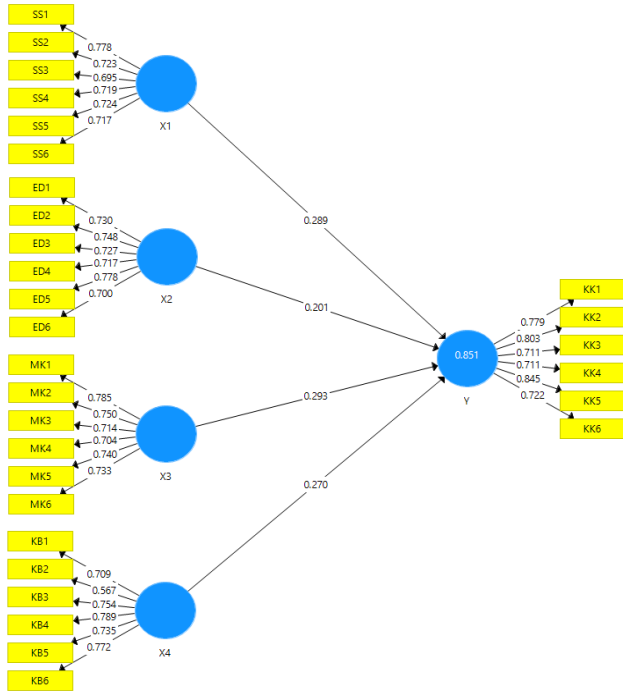 SS1
SS2
SS3
SS4
SS5
SS6
0.778
0.723
0.695
0.719
0.724
0.717
X1
0.289
ED1
ED2
ED3
ED4
ED5
ED6
0.730
0.748
0.727
0.717
0.778
0.700
X2
0.201
MK1
MK2
MK3
MK4
MK5
MK6
0.785
0.750
0.714
0.704
0.740
0.733
X3
0.293
KB1
KB2
KB3
KB4
KB5
KB6
0.709
0.567
0.754
0.789
0.735
0.772
X4
0.270
0.851
Y
0.779
0.803
0.711
0.711
0.845
0.722
KK1
KK2
KK3
KK4
KK5
KK6